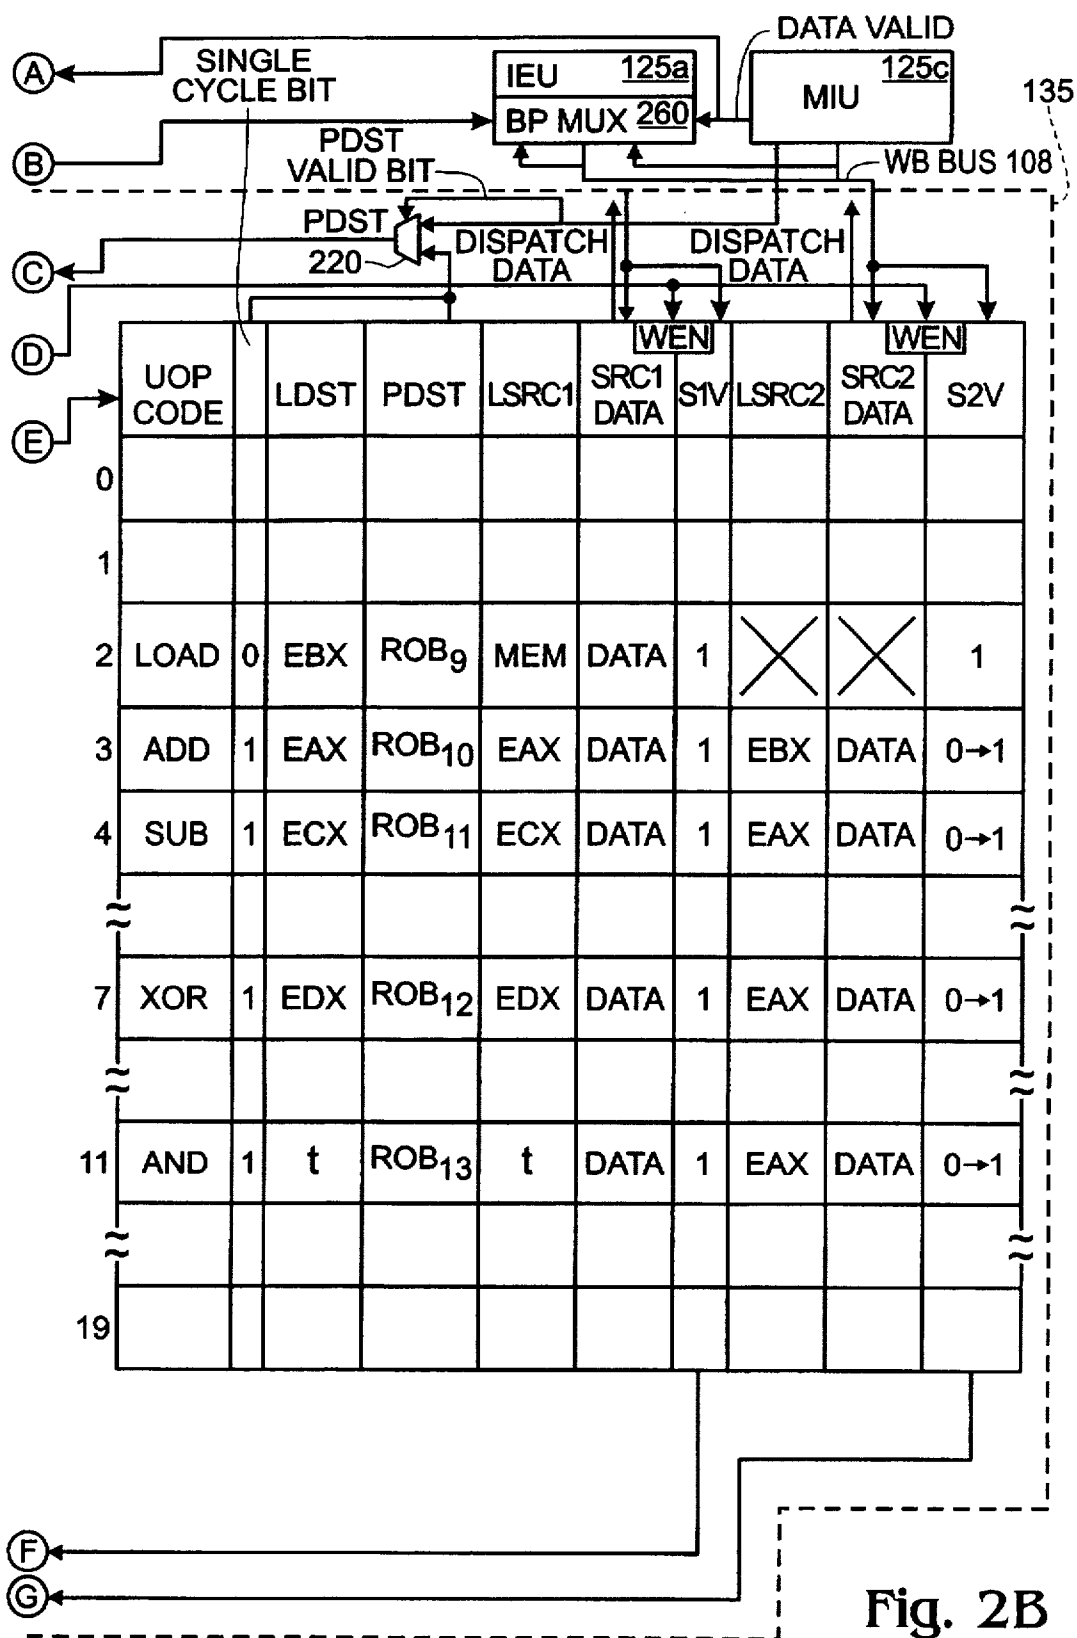 DATA VALID
A
SINGLE
CYCLE BIT
IEU 125a
BP MUX 260
MIU 125c
135
B
PDST
VALID BIT
WB BUS 108
PDST
220
DISPATCH
DATA
DISPATCH
DATA
C
D
E
WEN
WEN
UOP
CODE
LDST
PDST
LSRC1
SRC1
DATA
S1V
LSRC2
SRC2
DATA
S2V
0
1
2 LOAD 0 EBX ROB9 MEM DATA 1 1
3 ADD 1 EAX ROB10 EAX DATA 1 EBX DATA 0→1
4 SUB 1 ECX ROB11 ECX DATA 1 EAX DATA 0→1
7 XOR 1 EDX ROB12 EDX DATA 1 EAX DATA 0→1
11 AND 1 t ROB13 t DATA 1 EAX DATA 0→1
19
F
G
Fig. 2B